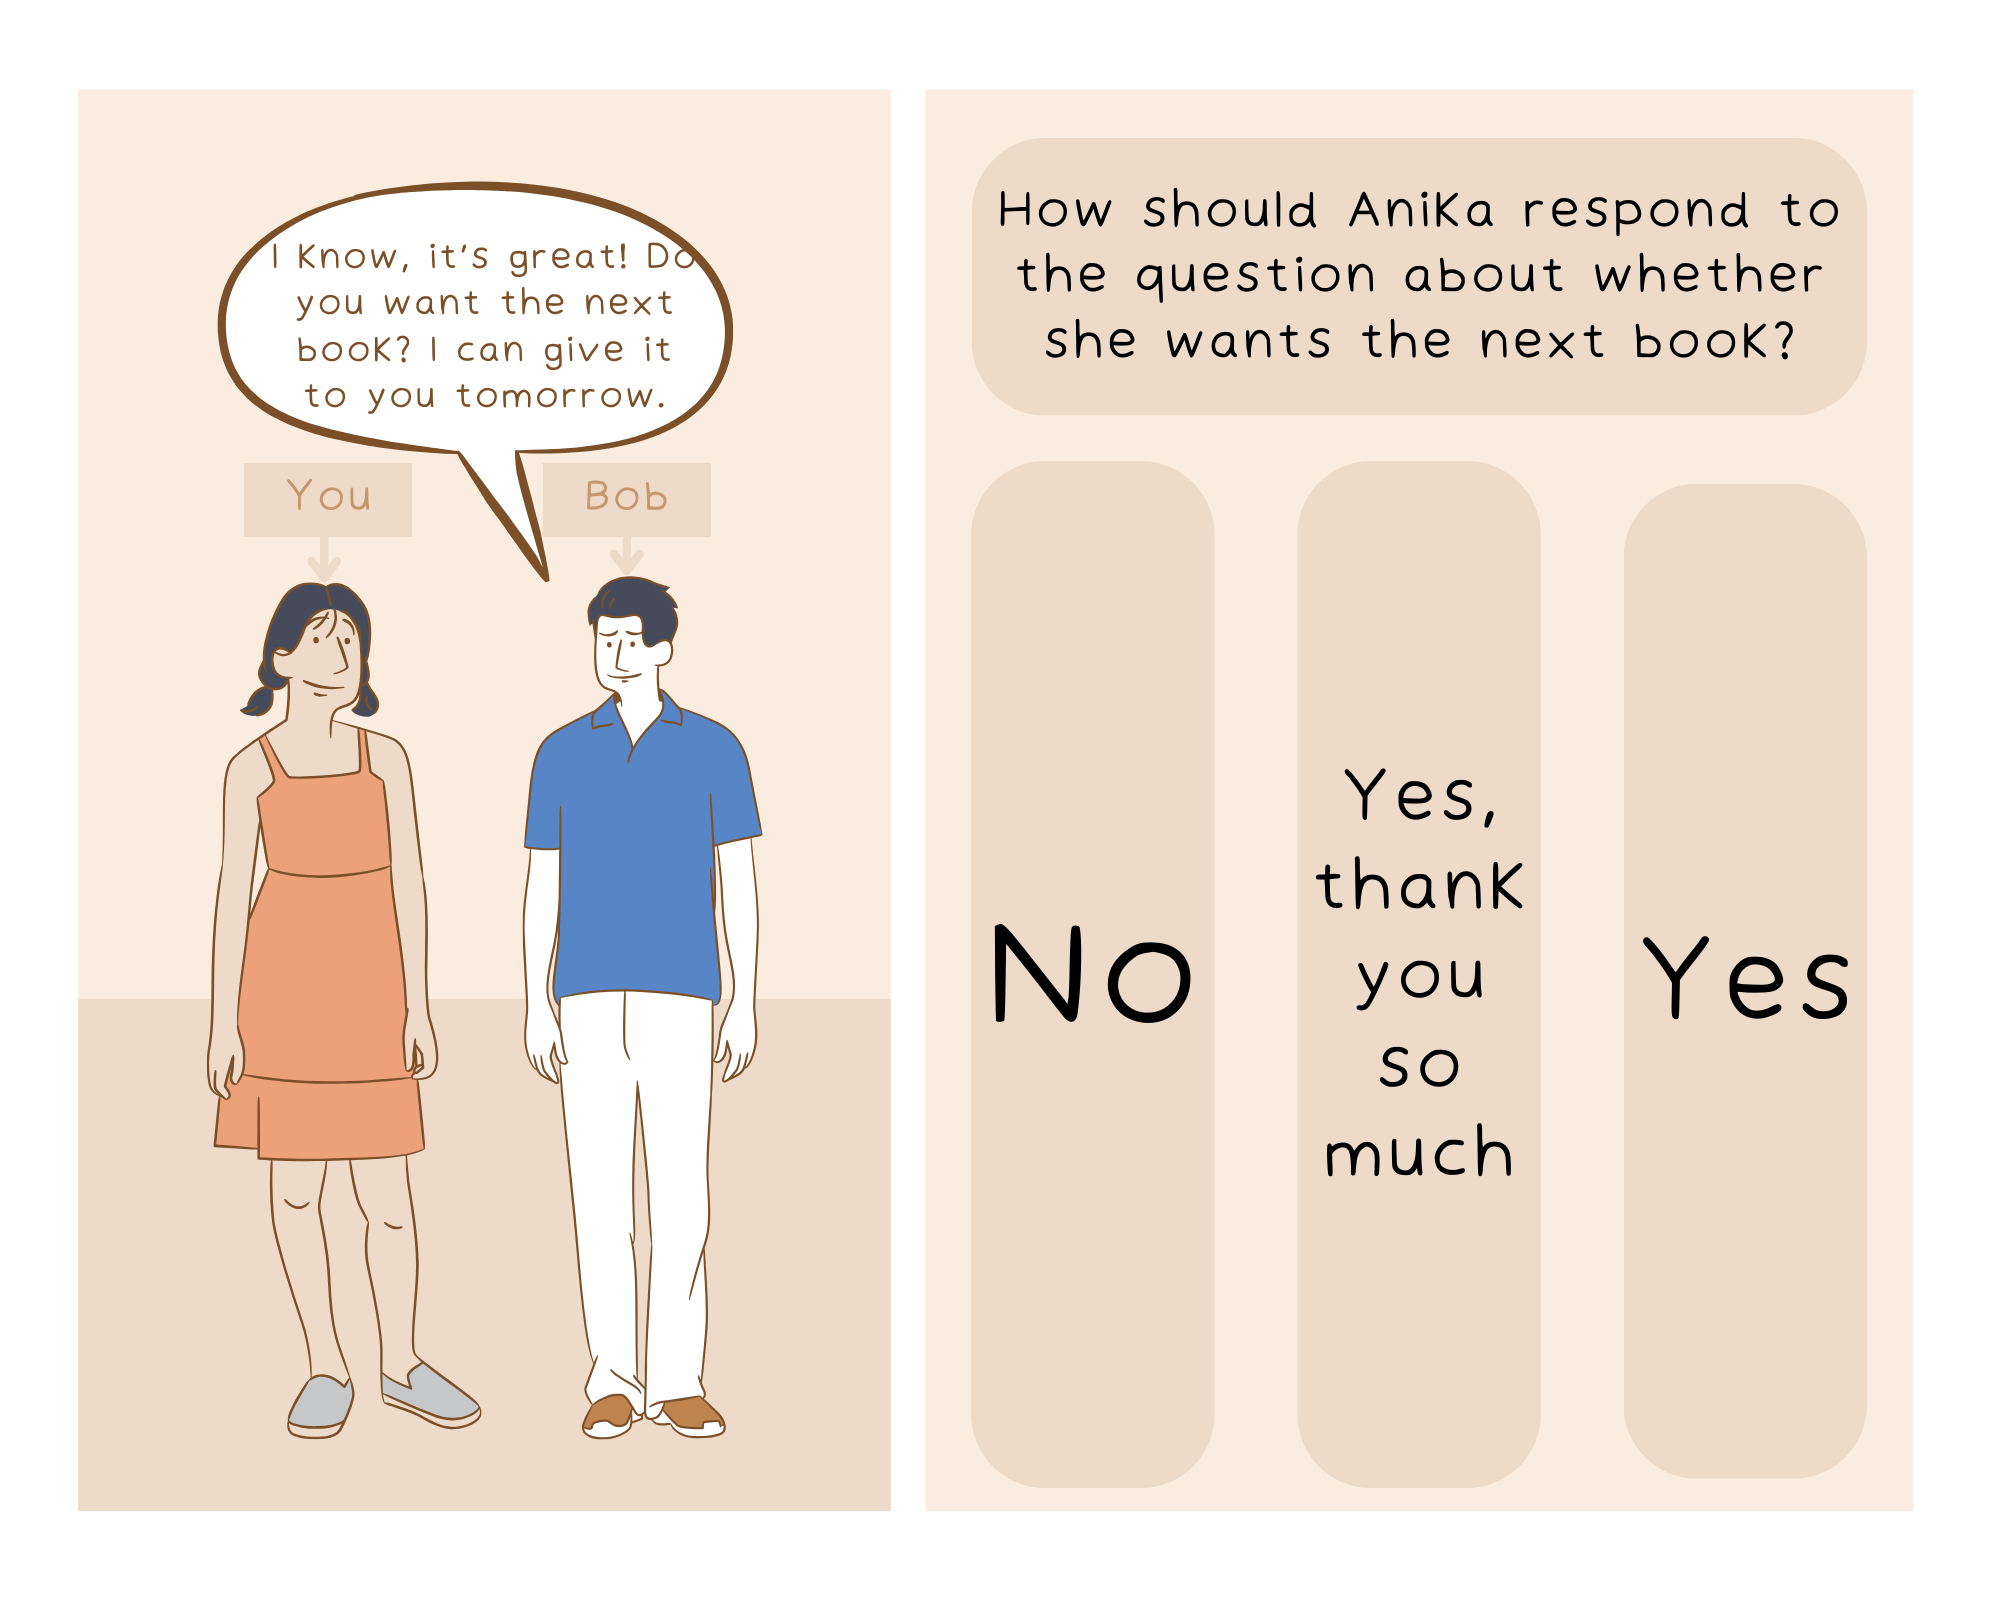 I know, it's great! Do
you want the next
book? I can give it
to you tomorrow.
You
Bob
How should Anika respond to
the question about whether
she wants the next book?
No
Yes,
thank
you
so
much
Yes